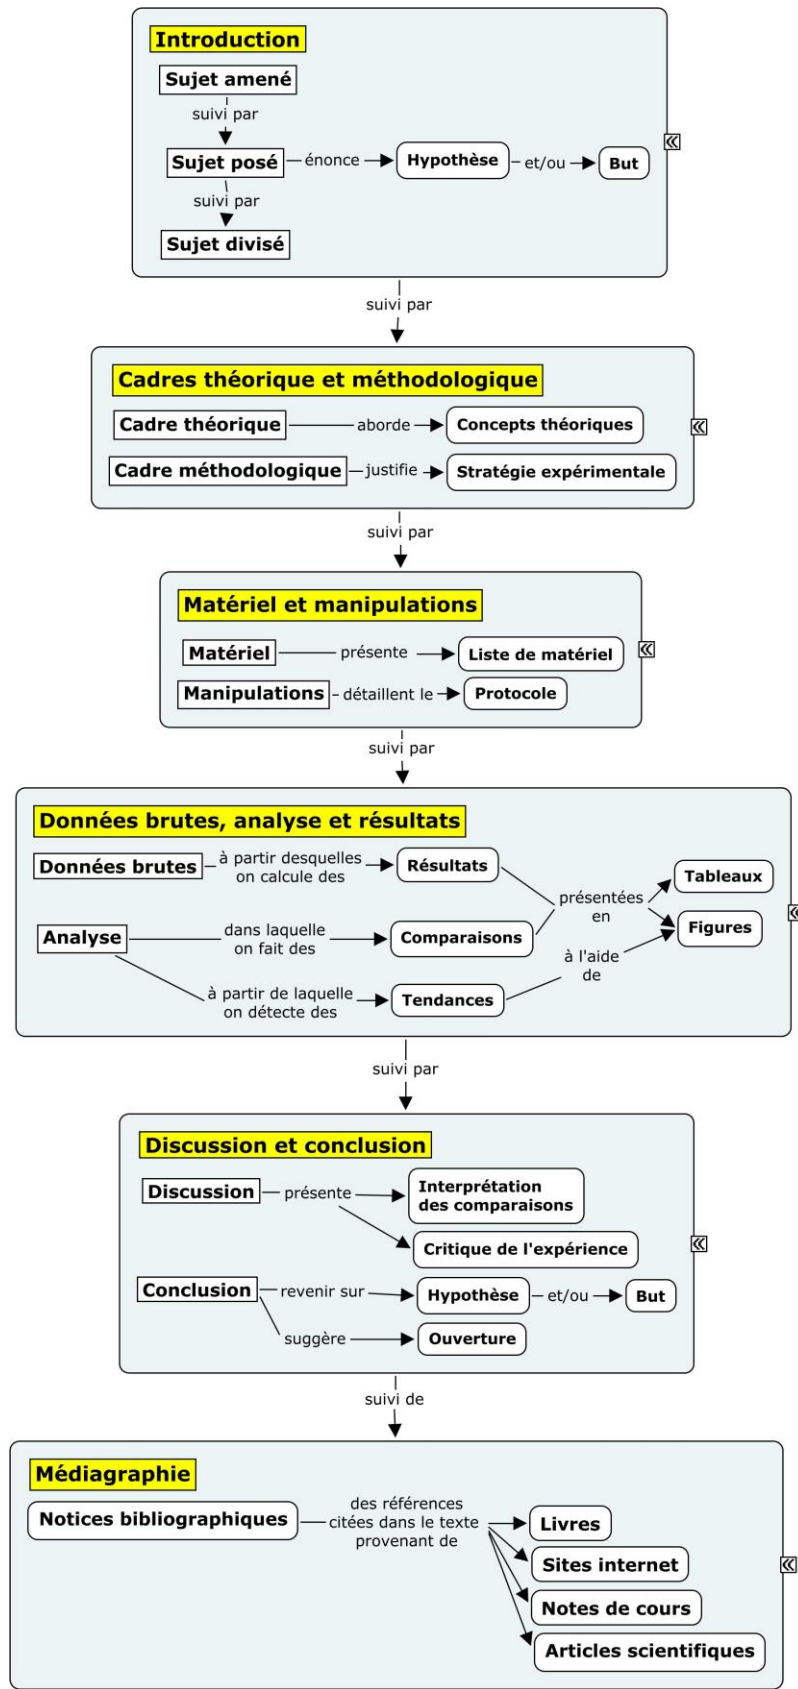 Introduction
Sujet amené
suivi par
Sujet posé énonce Hypothèse et/ou But
suivi par
Sujet divisé
suivi par
Cadres théorique et méthodologique
Cadre théorique aborde Concepts théoriques
Cadre méthodologique justifie Stratégie expérimentale
suivi par
Matériel et manipulations
Matériel présente Liste de matériel
Manipulations détaillent le Protocole
suivi par
Données brutes, analyse et résultats
Données brutes
à partir desquelles
on calcule des
Résultats
présentées
en
Tableaux
Figures
Analyse
dans laquelle
on fait des
Comparaisons
à partir de laquelle
on détecte des
Tendances
à l'aide
de
suivi par
Discussion et conclusion
Discussion présente
Interprétation
des comparaisons
Critique de l'expérience
Conclusion revenir sur Hypothèse et/ou But
suggère Ouverture
suivi de
Médiagraphie
Notices bibliographiques
des références
citées dans le texte
provenant de
Livres
Sites internet
Notes de cours
Articles scientifiques